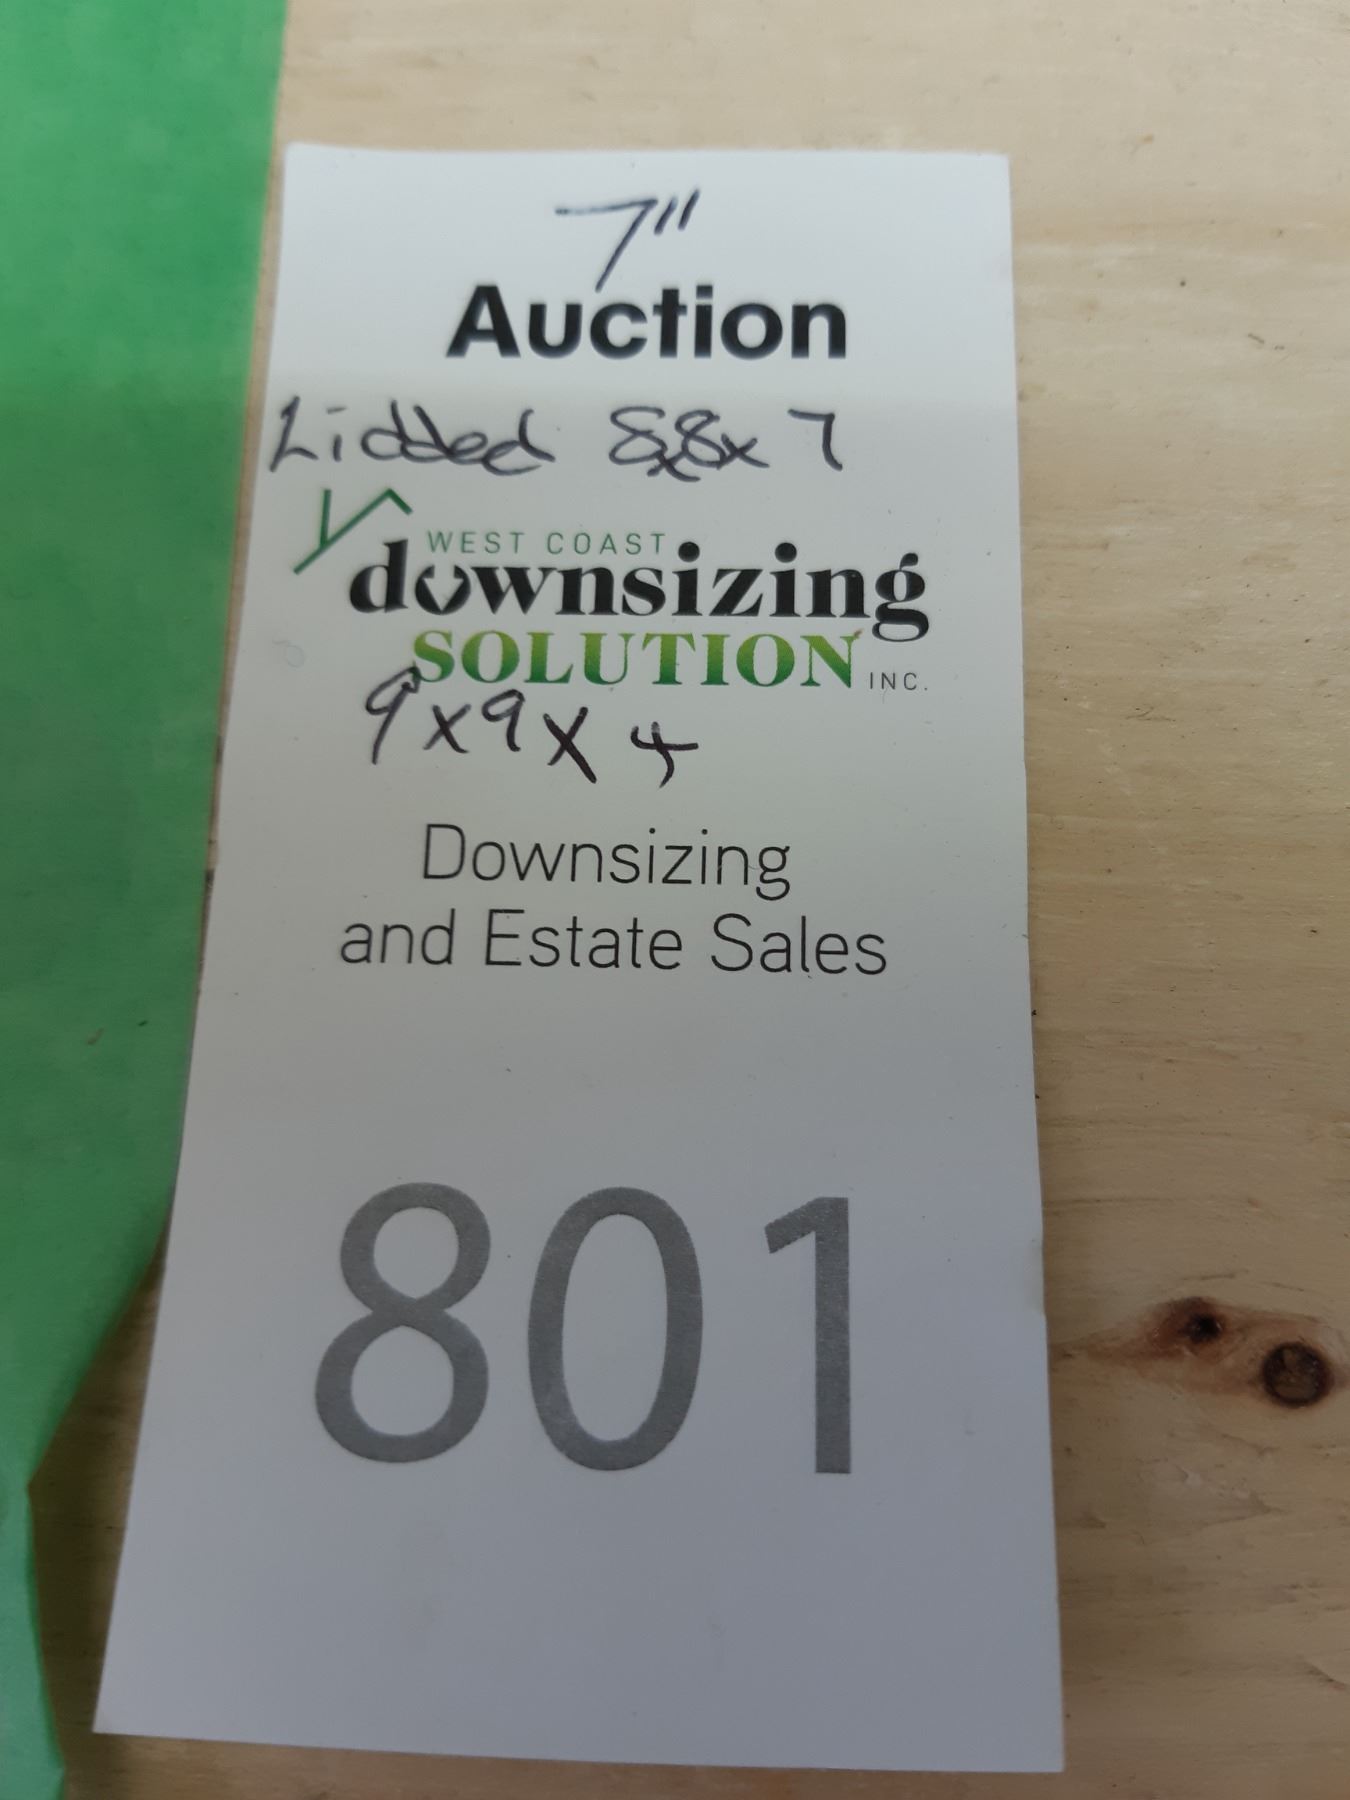 7"
Auction
Lidded 8x8x7
WEST COAST
downsizing
SOLUTION INC.
9x9x4
Downsizing
and Estate Sales
801